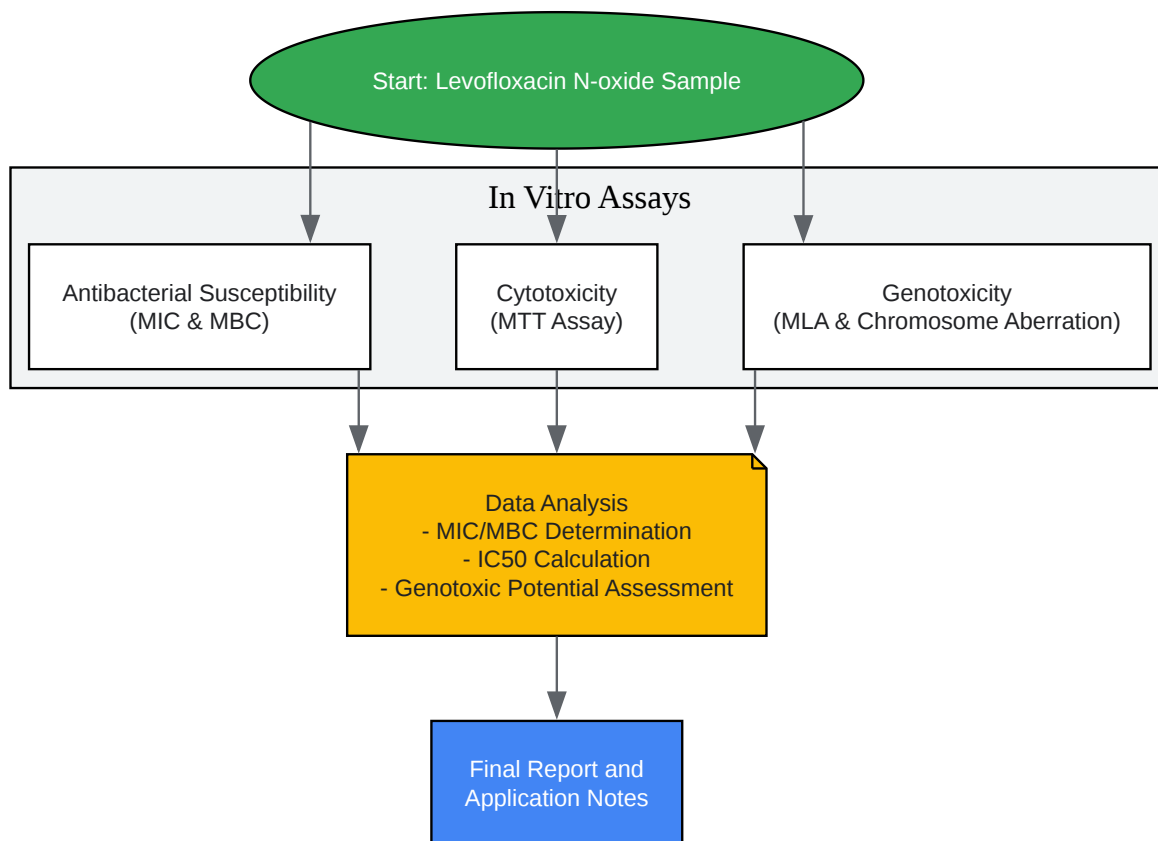 Start: Levofloxacin N-oxide Sample
In Vitro Assays
Antibacterial Susceptibility
(MIC & MBC)
Cytotoxicity
(MTT Assay)
Genotoxicity
(MLA & Chromosome Aberration)
Data Analysis
- MIC/MBC Determination
- IC50 Calculation
- Genotoxic Potential Assessment
Final Report and
Application Notes